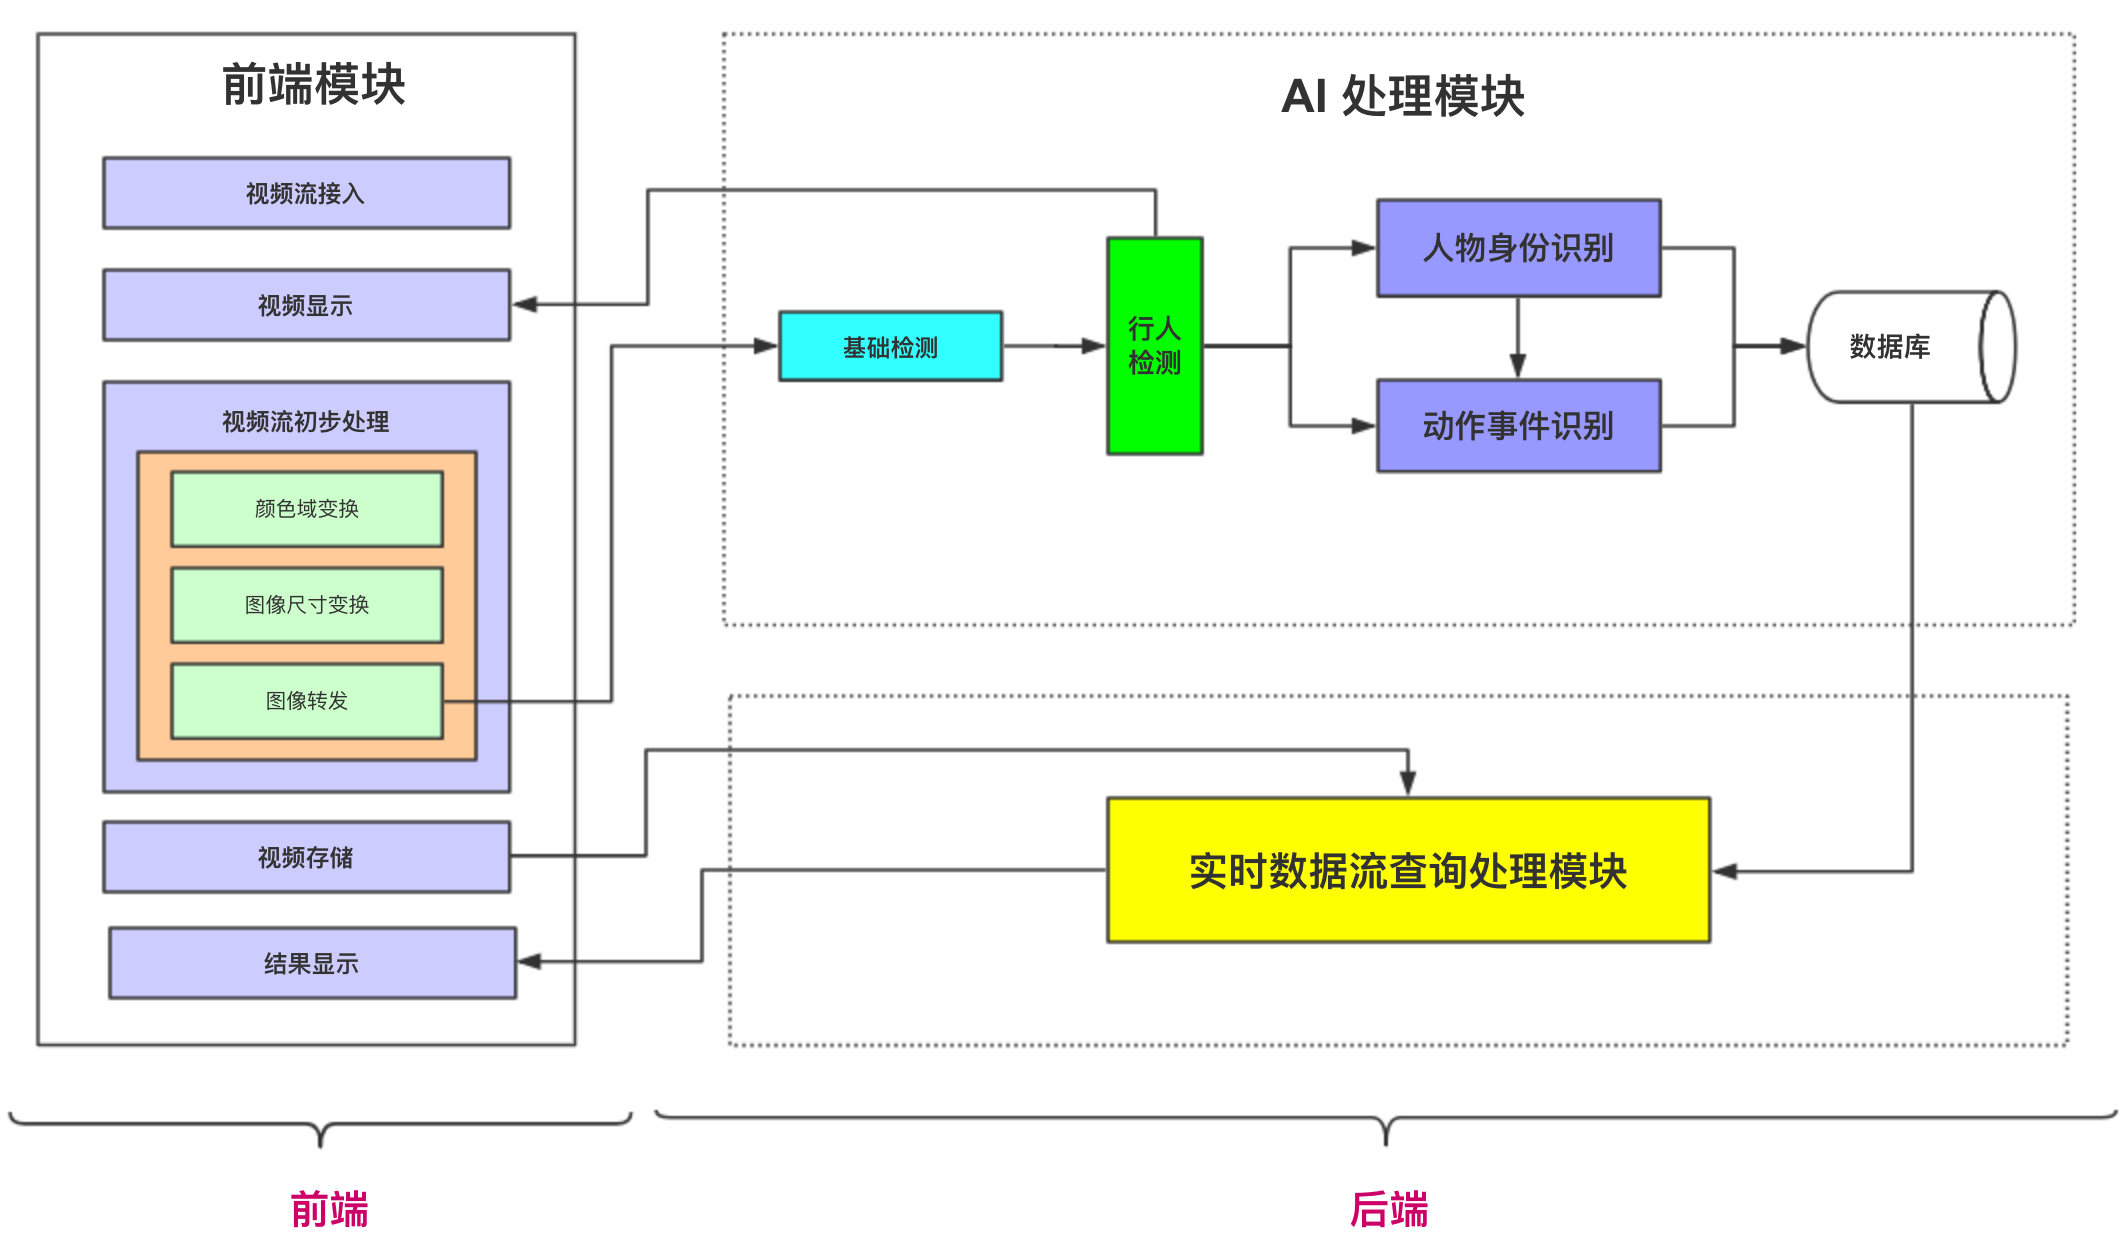 前端模块
视频流接入
视频显示
视频流初步处理
颜色域变换
图像尺寸变换
图像转发
视频存储
结果显示
AI 处理模块
基础检测
行人
检测
人物身份识别
动作事件识别
数据库
实时数据流查询处理模块
前端
后端